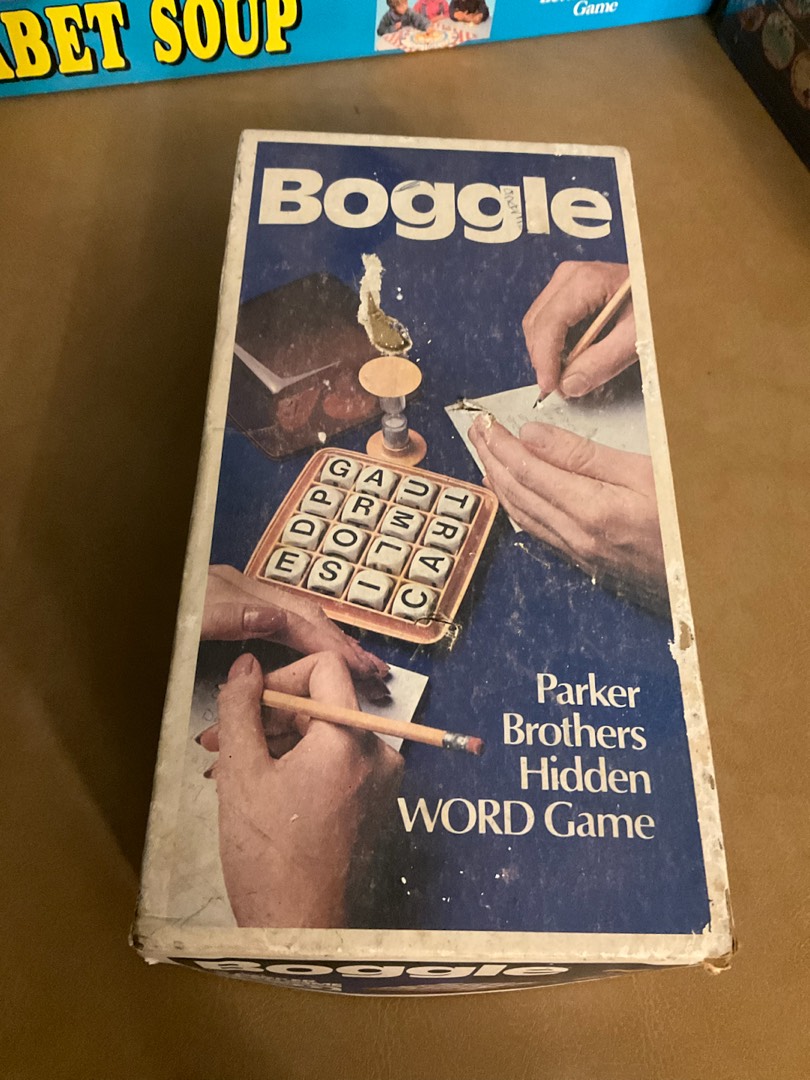 ABET SOUP
Game
Boggle
G A U T
P R M R
D O L A
E S I C
Parker
Brothers
Hidden
WORD Game
Boggle